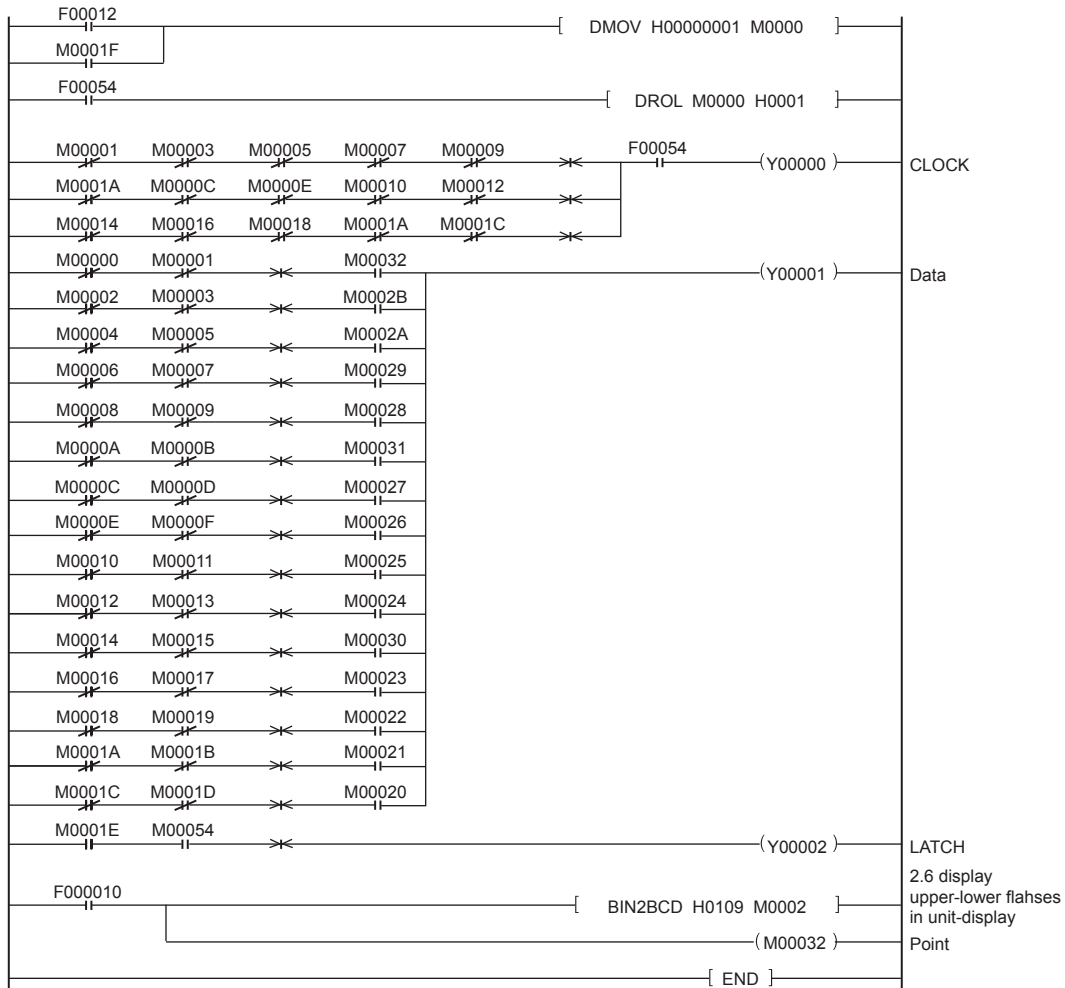 F00012
DMOV H00000001 M0000
M0001F
F00054
DROL M0000 H0001
M00001 M00003 M00005 M00007 M00009 F00054 Y00000 CLOCK
M0001A M0000C M0000E M00010 M00012
M00014 M00016 M00018 M0001A M0001C
M00000 M00001 M00032 Y00001 Data
M00002 M00003 M0002B
M00004 M00005 M0002A
M00006 M00007 M00029
M00008 M00009 M00028
M0000A M0000B M00031
M0000C M0000D M00027
M0000E M0000F M00026
M00010 M00011 M00025
M00012 M00013 M00024
M00014 M00015 M00030
M00016 M00017 M00023
M00018 M00019 M00022
M0001A M0001B M00021
M0001C M0001D M00020
M0001E M00054 Y00002 LATCH
2.6 display
upper-lower flahses
in unit-display
F000010
BIN2BCD H0109 M0002
M00032 Point
END